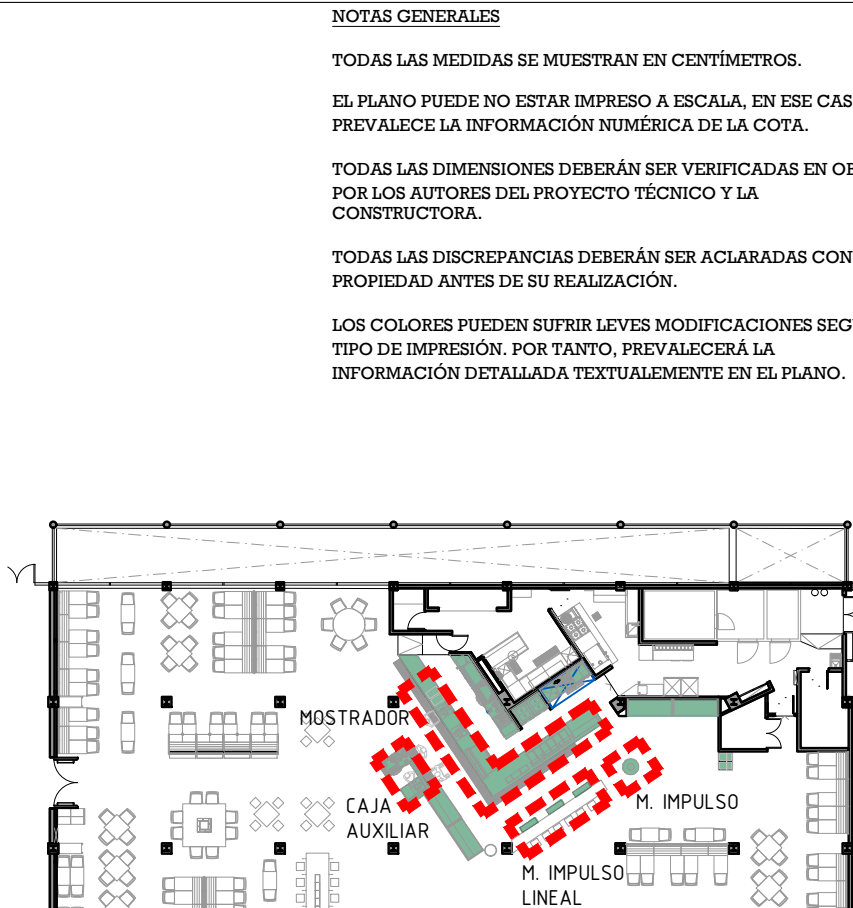 NOTAS GENERALES
TODAS LAS MEDIDAS SE MUESTRAN EN CENTÍMETROS.
EL PLANO PUEDE NO ESTAR IMPRESO A ESCALA, EN ESE CAS
PREVALECE LA INFORMACIÓN NUMÉRICA DE LA COTA.
TODAS LAS DIMENSIONES DEBERÁN SER VERIFICADAS EN OB
POR LOS AUTORES DEL PROYECTO TÉCNICO Y LA
CONSTRUCTORA.
TODAS LAS DISCREPANCIAS DEBERÁN SER ACLARADAS CON
PROPIEDAD ANTES DE SU REALIZACIÓN.
LOS COLORES PUEDEN SUFRIR LEVES MODIFICACIONES SEG
TIPO DE IMPRESIÓN. POR TANTO, PREVALECERÁ LA
INFORMACIÓN DETALLADA TEXTUALEMENTE EN EL PLANO.
MOSTRADOR
CAJA
AUXILIAR
M. IMPULSO
M. IMPULSO
LINEAL